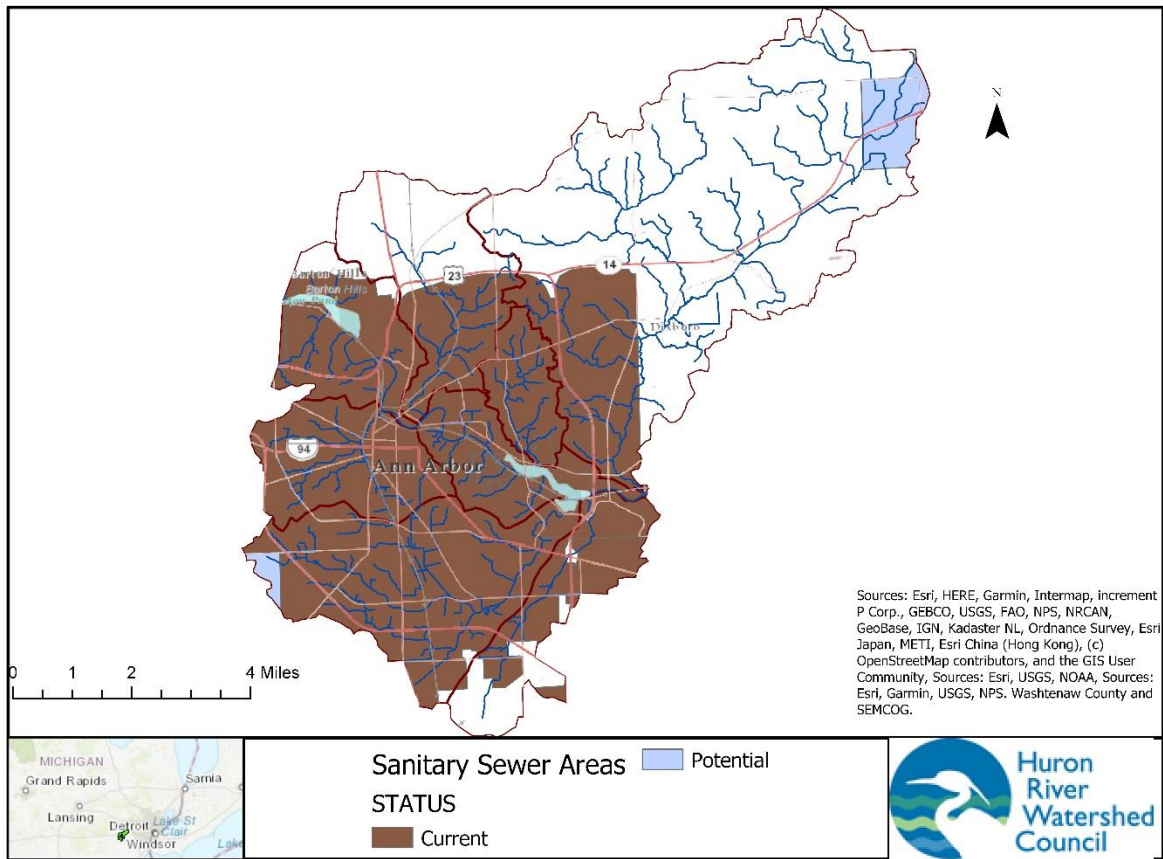 N
Barton Hills
Barton Hills
23
14
Dixboro
94
Ann Arbor
Sources: Esri, HERE, Garmin, Intermap, increment
P Corp., GEBCO, USGS, FAO, NPS, NRCAN,
GeoBase, IGN, Kadaster NL, Ordnance Survey, Esri
Japan, METI, Esri China (Hong Kong), (c)
OpenStreetMap contributors, and the GIS User
Community, Sources: Esri, USGS, NOAA, Sources:
Esri, Garmin, USGS, NPS. Washtenaw County and
SEMCOG.
0 1 2 4 Miles
MICHIGAN
Grand Rapids
Sarnia
Lansing
Detroit
Lake St
Clair
Windsor
Sanitary Sewer Areas
Potential
STATUS
Current
Huron
River
Watershed
Council